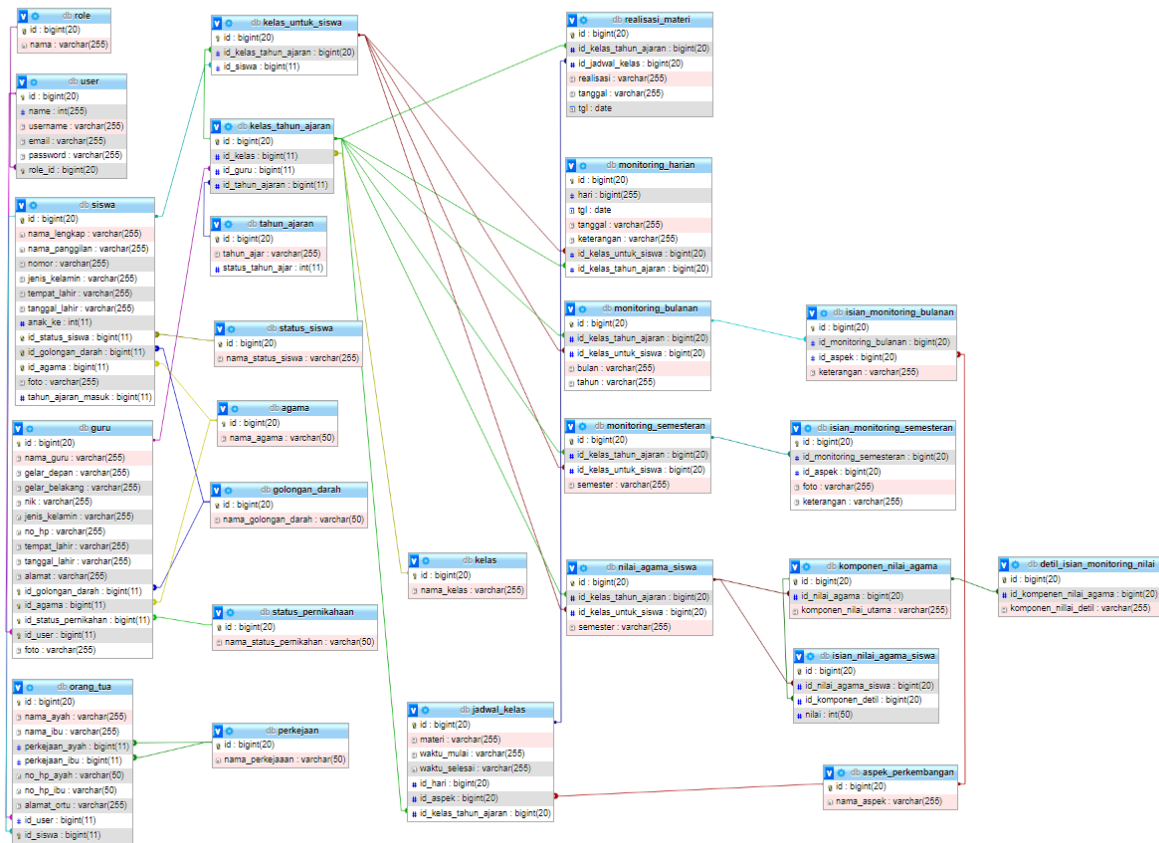 db role
id : bigint(20)
nama : varchar(255)
db user
id : bigint(20)
name : int(255)
username : varchar(255)
email : varchar(255)
password : varchar(255)
role_id : bigint(20)
db siswa
id : bigint(20)
nama_lengkap : varchar(255)
nama_panggilan : varchar(255)
nomor : varchar(255)
jenis_kelamin : varchar(255)
tempat_lahir : varchar(255)
tanggal_lahir : varchar(255)
anak_ke : int(11)
id_status_siswa : bigint(11)
id_golongan_darah : bigint(11)
id_agama : bigint(11)
foto : varchar(255)
tahun_ajaran_masuk : bigint(11)
db guru
id : bigint(20)
nama_guru : varchar(255)
gelar_depan : varchar(255)
gelar_belakang : varchar(255)
nik : varchar(255)
jenis_kelamin : varchar(255)
no_hp : varchar(255)
tempat_lahir : varchar(255)
tanggal_lahir : varchar(255)
alamat : varchar(255)
id_golongan_darah : bigint(11)
id_agama : bigint(11)
id_status_pernikahan : bigint(11)
id_user : bigint(11)
foto : varchar(255)
db orang_tua
id : bigint(20)
nama_ayah : varchar(255)
nama_ibu : varchar(255)
perkejaan_ayah : bigint(11)
perkejaan_ibu : bigint(11)
no_hp_ayah : varchar(50)
no_hp_ibu : varchar(50)
alamat_ortu : varchar(255)
id_user : bigint(11)
id_siswa : bigint(11)
db kelas_untuk_siswa
id : bigint(20)
id_kelas_tahun_ajaran : bigint(20)
id_siswa : bigint(11)
db kelas_tahun_ajaran
id : bigint(20)
id_kelas : bigint(11)
id_guru : bigint(11)
id_tahun_ajaran : bigint(11)
db tahun_ajaran
id : bigint(20)
tahun_ajar : varchar(255)
status_tahun_ajar : int(11)
db status_siswa
id : bigint(20)
nama_status_siswa : varchar(255)
db agama
id : bigint(20)
nama_agama : varchar(50)
db golongan_darah
id : bigint(20)
nama_golongan_darah : varchar(50)
db status_pernikahaan
id : bigint(20)
nama_status_pernikahan : varchar(50)
db perkejaan
id : bigint(20)
nama_perkejaaan : varchar(50)
db kelas
id : bigint(20)
nama_kelas : varchar(255)
db jadwal_kelas
id : bigint(20)
materi : varchar(255)
waktu_mulai : varchar(255)
waktu_selesai : varchar(255)
id_hari : bigint(20)
id_aspek : bigint(20)
id_kelas_tahun_ajaran : bigint(20)
db realisasi_materi
id : bigint(20)
id_kelas_tahun_ajaran : bigint(20)
id_jadwal_kelas : bigint(20)
realisasi : varchar(255)
tanggal : varchar(255)
tgl : date
db monitoring_harian
id : bigint(20)
hari : bigint(255)
tgl : date
tanggal : varchar(255)
keterangan : varchar(255)
id_kelas_untuk_siswa : bigint(20)
id_kelas_tahun_ajaran : bigint(20)
db monitoring_bulanan
id : bigint(20)
id_kelas_tahun_ajaran : bigint(20)
id_kelas_untuk_siswa : bigint(20)
bulan : varchar(255)
tahun : varchar(255)
db monitoring_semesteran
id : bigint(20)
id_kelas_tahun_ajaran : bigint(20)
id_kelas_untuk_siswa : bigint(20)
semester : varchar(255)
db nilai_agama_siswa
id : bigint(20)
id_kelas_tahun_ajaran : bigint(20)
id_kelas_untuk_siswa : bigint(20)
semester : varchar(255)
db isian_monitoring_bulanan
id : bigint(20)
id_monitoring_bulanan : bigint(20)
id_aspek : bigint(20)
keterangan : varchar(255)
db isian_monitoring_semesteran
id : bigint(20)
id_monitoring_semesteran : bigint(20)
id_aspek : bigint(20)
foto : varchar(255)
keterangan : varchar(255)
db komponen_nilai_agama
id : bigint(20)
id_nilai_agama : bigint(20)
komponen_nilai_utama : varchar(255)
db isian_nilai_agama_siswa
id : bigint(20)
id_nilai_agama_siswa : bigint(20)
id_komponen_detil : bigint(20)
nilai : int(50)
db aspek_perkembangan
id : bigint(20)
nama_aspek : varchar(255)
db detil_isian_monitoring_nilai
id : bigint(20)
id_kompenen_nilai_agama : bigint(20)
komponen_nillai_detil : varchar(255)